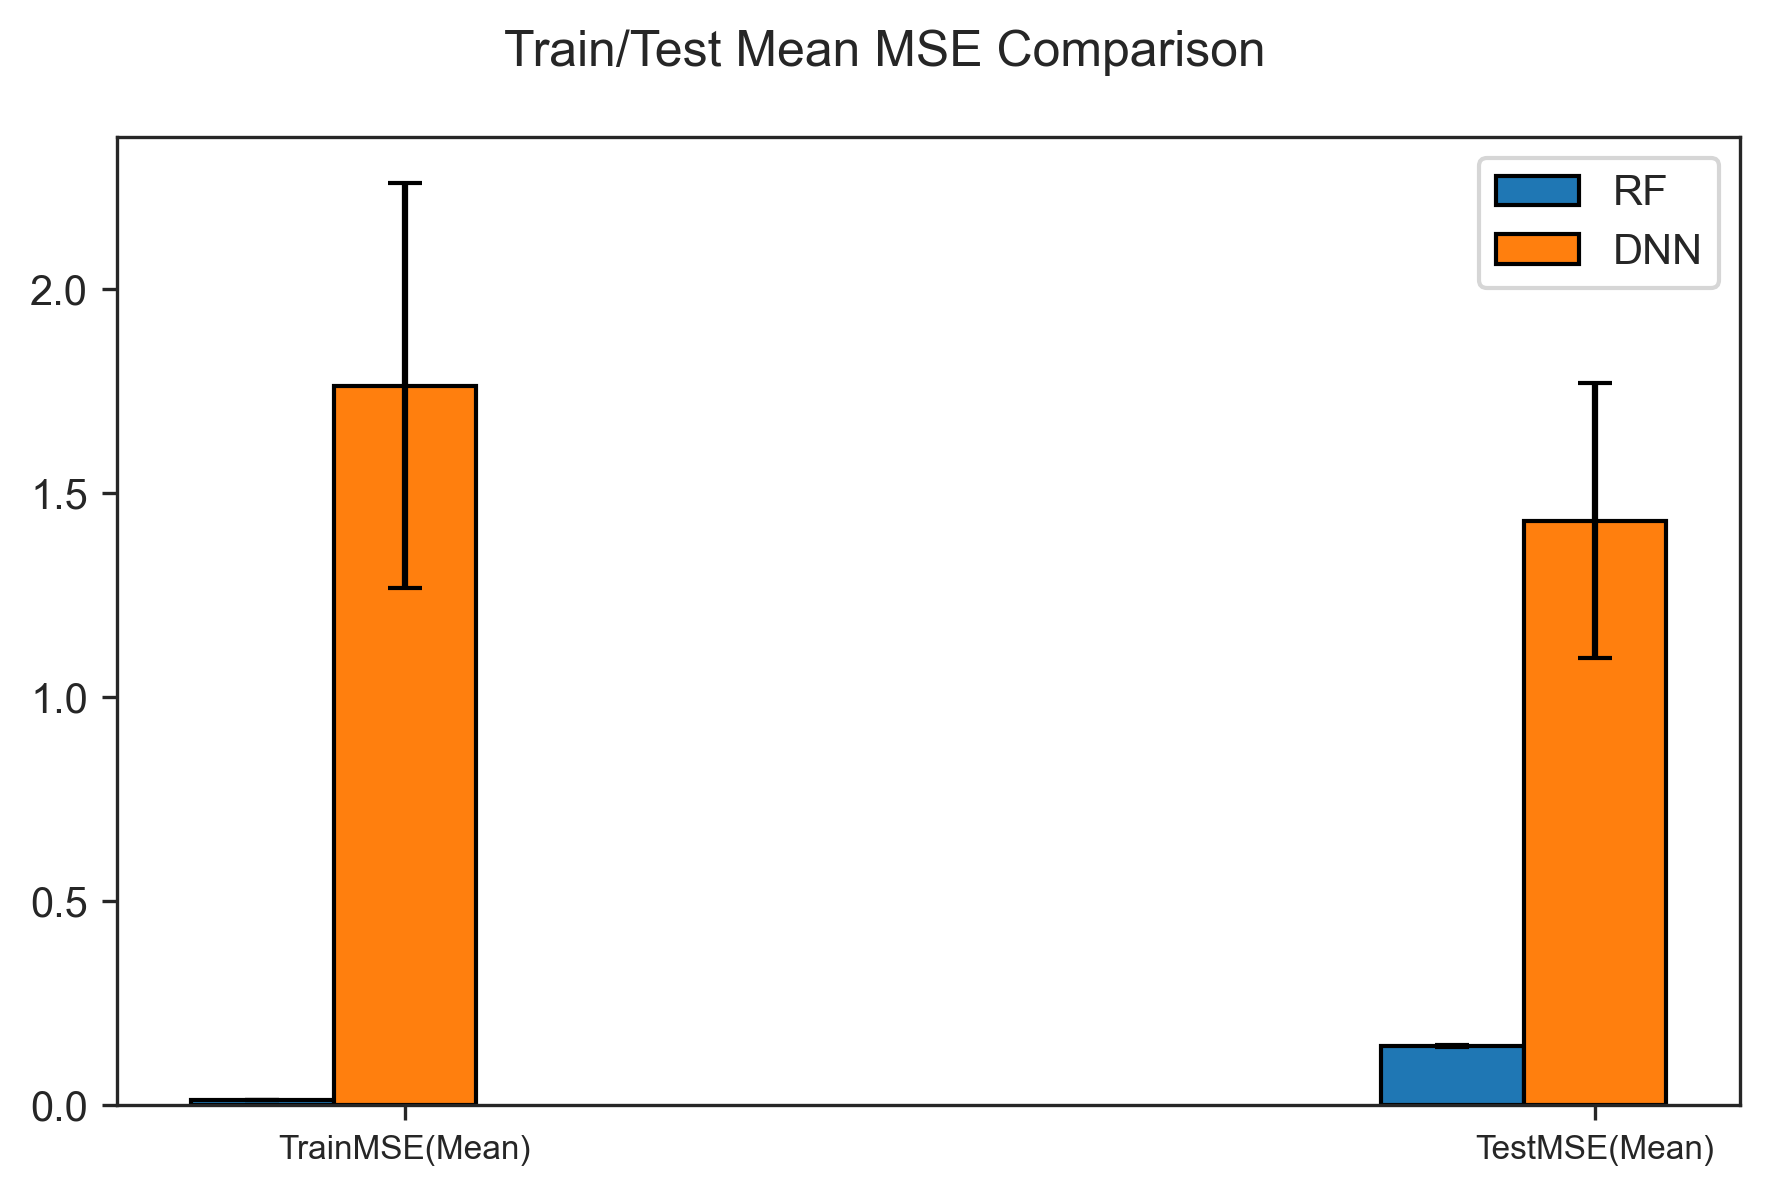 Train/Test Mean MSE Comparison
RF
DNN
2.0
1.5
1.0
0.5
0.0
TrainMSE(Mean)
TestMSE(Mean)